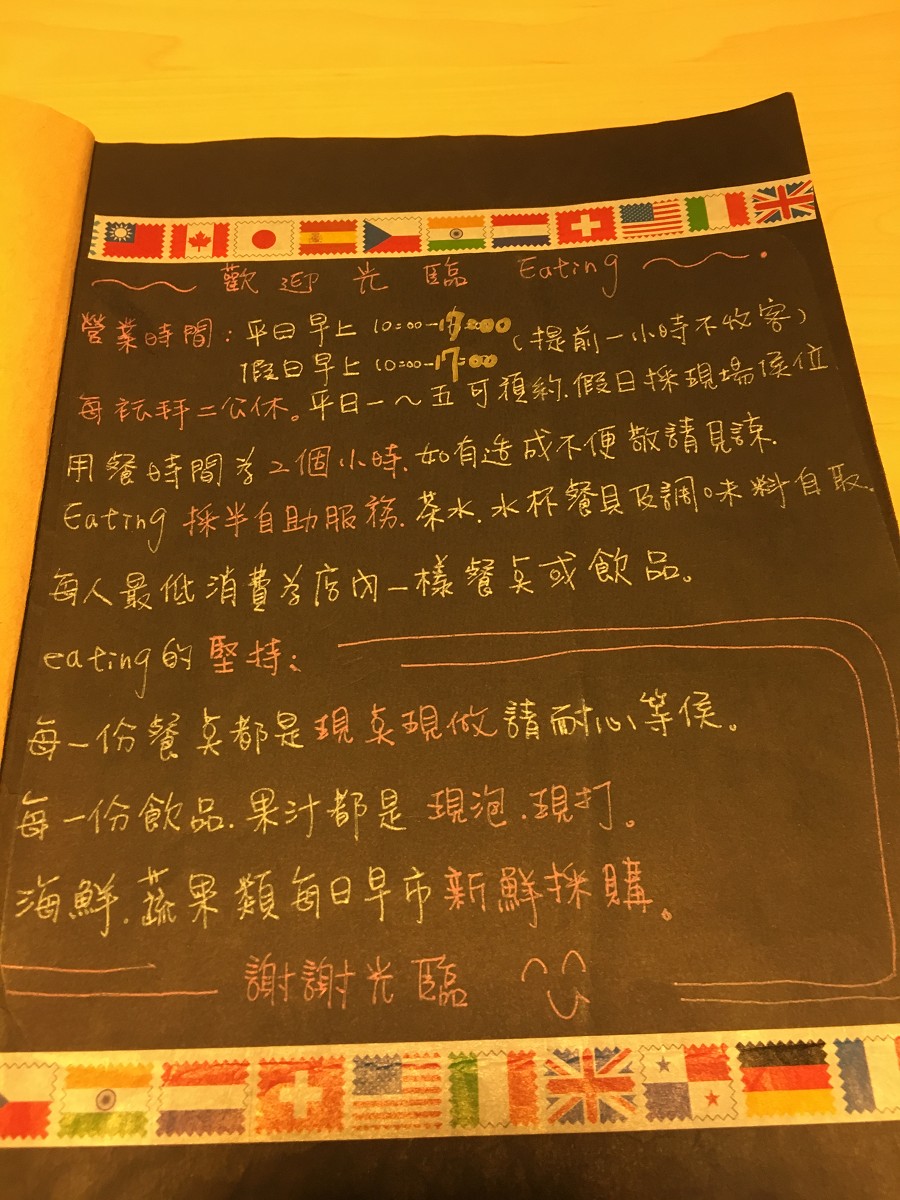 歡迎光臨 Eating
營業時間：平日早上 10:00-17:00 (提前一小時不收客)
假日早上 10:00-17:00
每禮拜二公休。平日一～五可預約.假日採現場侯位.
用餐時間為2個小時.如有造成不便敬請見諒.
Eating 採半自助服務.茶水.水杯餐具及調味料自取.
每人最低消費為店內一樣餐點或飲品。
eating的堅持:
每一份餐點都是現點現做請耐心等侯。
每一份飲品.果汁都是 現泡.現打。
海鮮.蔬果類每日早市新鮮採購。
謝謝光臨